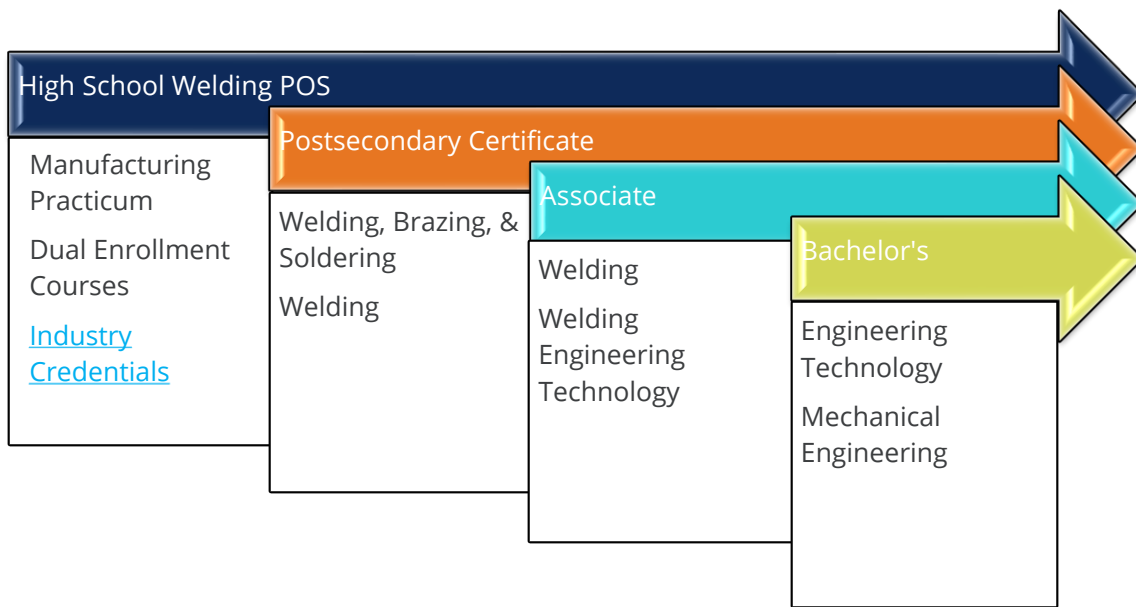 High School Welding POS
Manufacturing
Practicum
Dual Enrollment
Courses
Industry
Credentials
Postsecondary Certificate
Welding, Brazing, &
Soldering
Welding
Associate
Welding
Welding
Engineering
Technology
Bachelor's
Engineering
Technology
Mechanical
Engineering